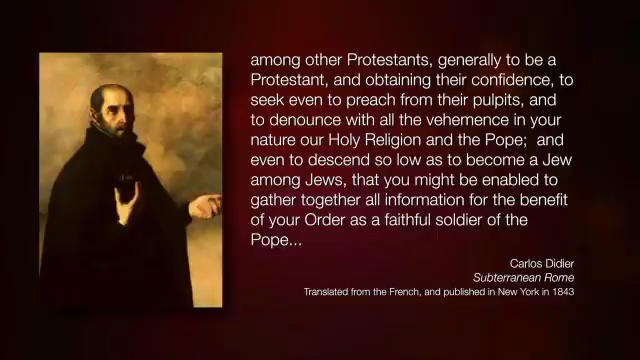 among other Protestants, generally to be a
Protestant, and obtaining their confidence, to
seek even to preach from their pulpits, and
to denounce with all the vehemence in your
nature our Holy Religion and the Pope;  and
even to descend so low as to become a Jew
among Jews, that you might be enabled to
gather together all information for the benefit
of your Order as a faithful soldier of the
Pope...
Carlos Didier
Subterranean Rome
Translated from the French, and published in New York in 1843